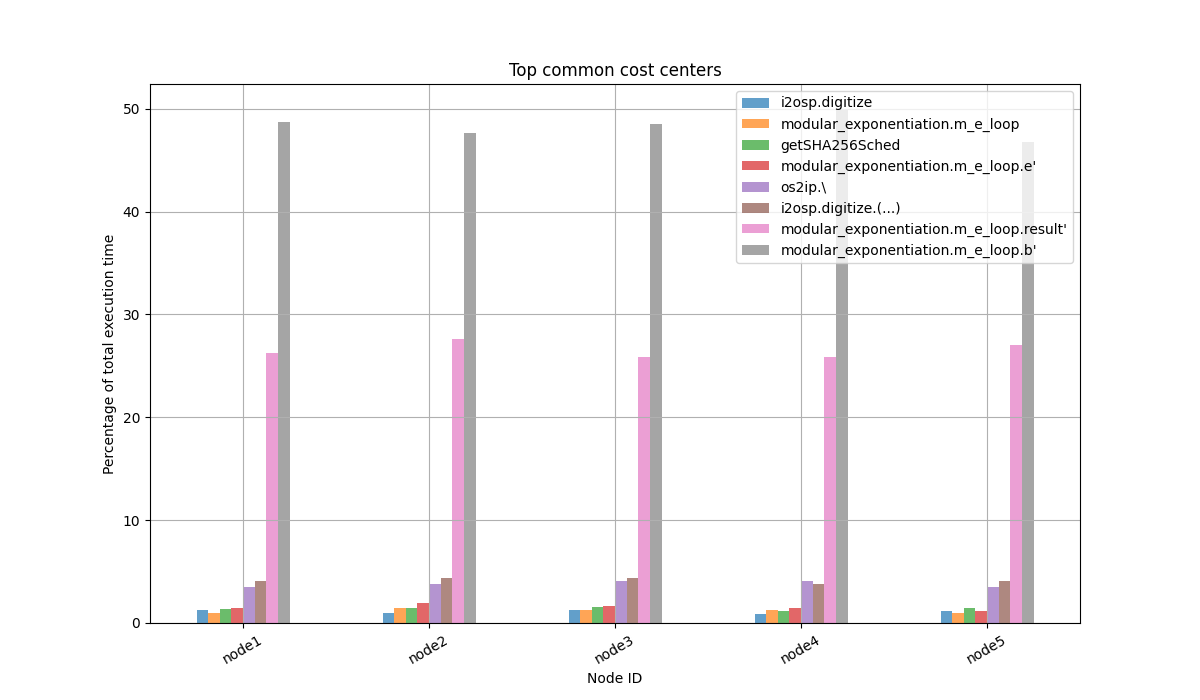 Top common cost centers
i2osp.digitize
modular_exponentiation.m_e_loop
getSHA256Sched
modular_exponentiation.m_e_loop.e'
os2ip.\
i2osp.digitize.(...)
modular_exponentiation.m_e_loop.result'
modular_exponentiation.m_e_loop.b'
Percentage of total execution time
50
40
30
20
10
0
node1
node2
node3
node4
node5
Node ID